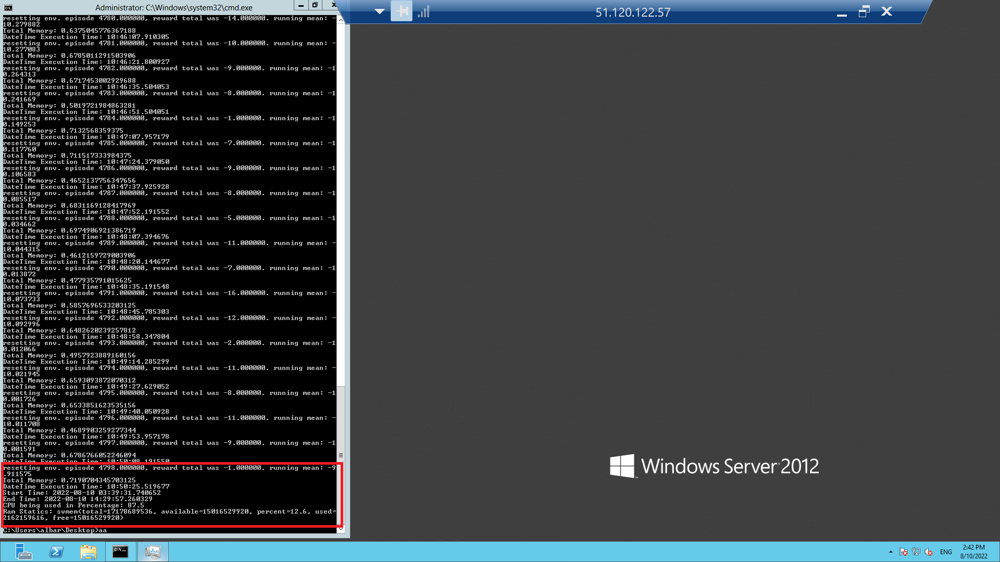 Administrator: C:\Windows\system32\cmd.exe
51.120.122.57
resetting env. episode 4780.000000, reward total was -14.000000. running mean: -
10.279882
Total Memory: 0.6375045776367188
DateTime Execution Time: 10:46:07.910305
resetting env. episode 4781.000000, reward total was -10.000000. running mean: -
10.277083
Total Memory: 0.6785011291503906
DateTime Execution Time: 10:46:21.800927
resetting env. episode 4782.000000, reward total was -9.000000. running mean: -1
0.264313
Total Memory: 0.6717453002929688
DateTime Execution Time: 10:46:35.504053
resetting env. episode 4783.000000, reward total was -8.000000. running mean: -1
0.241669
Total Memory: 0.5019721984863281
DateTime Execution Time: 10:46:51.504051
resetting env. episode 4784.000000, reward total was -1.000000. running mean: -1
0.149253
Total Memory: 0.7132568359375
DateTime Execution Time: 10:47:07.957179
resetting env. episode 4785.000000, reward total was -7.000000. running mean: -1
0.117760
Total Memory: 0.711517333984375
DateTime Execution Time: 10:47:24.379050
resetting env. episode 4786.000000, reward total was -9.000000. running mean: -1
0.106583
Total Memory: 0.4652137756347656
DateTime Execution Time: 10:47:37.925928
resetting env. episode 4787.000000, reward total was -8.000000. running mean: -1
0.085517
Total Memory: 0.6831169128417969
DateTime Execution Time: 10:47:52.191552
resetting env. episode 4788.000000, reward total was -5.000000. running mean: -1
0.034662
Total Memory: 0.6974906921386719
DateTime Execution Time: 10:48:07.394676
resetting env. episode 4789.000000, reward total was -11.000000. running mean: -
10.044315
Total Memory: 0.4612159729003906
DateTime Execution Time: 10:48:20.144677
resetting env. episode 4790.000000, reward total was -7.000000. running mean: -1
0.013872
Total Memory: 0.477935791015625
DateTime Execution Time: 10:48:35.191548
resetting env. episode 4791.000000, reward total was -16.000000. running mean: -
10.073733
Total Memory: 0.5857696533203125
DateTime Execution Time: 10:48:45.785303
resetting env. episode 4792.000000, reward total was -12.000000. running mean: -
10.092996
Total Memory: 0.6482620239257812
DateTime Execution Time: 10:48:58.347804
resetting env. episode 4793.000000, reward total was -2.000000. running mean: -1
0.012066
Total Memory: 0.4957923889160156
DateTime Execution Time: 10:49:14.285299
resetting env. episode 4794.000000, reward total was -11.000000. running mean: -
10.021945
Total Memory: 0.6593093872070312
DateTime Execution Time: 10:49:27.629052
resetting env. episode 4795.000000, reward total was -8.000000. running mean: -1
0.001726
Total Memory: 0.6533851623535156
DateTime Execution Time: 10:49:40.050928
resetting env. episode 4796.000000, reward total was -11.000000. running mean: -
10.011708
Total Memory: 0.4689903259277344
DateTime Execution Time: 10:49:53.957178
resetting env. episode 4797.000000, reward total was -9.000000. running mean: -1
0.001591
Total Memory: 0.6786766052246094
DateTime Execution Time: 10:50:08.191550
resetting env. episode 4798.000000, reward total was -1.000000. running mean: -9
.911575
Total Memory: 0.7190704345703125
DateTime Execution Time: 10:50:25.519677
Start Time: 2022-08-10 03:39:31.740652
End Time: 2022-08-10 14:29:57.260329
CPU being used in Percentage: 87.5
Ram Statics: svmem(total=17178689536, available=15016529920, percent=12.6, used=
2162159616, free=15016529920)
C:\Users\albar\Desktop>aa
Windows Server 2012
ENG
2:42 PM
8/10/2022